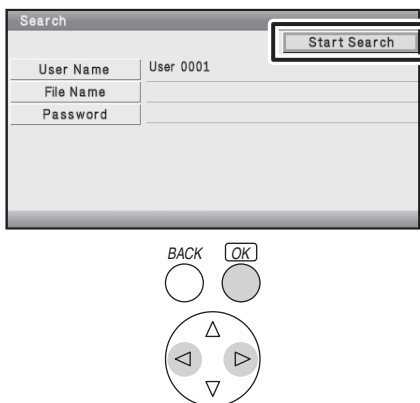 Search
Start Search
User Name User 0001
File Name
Password
BACK OK